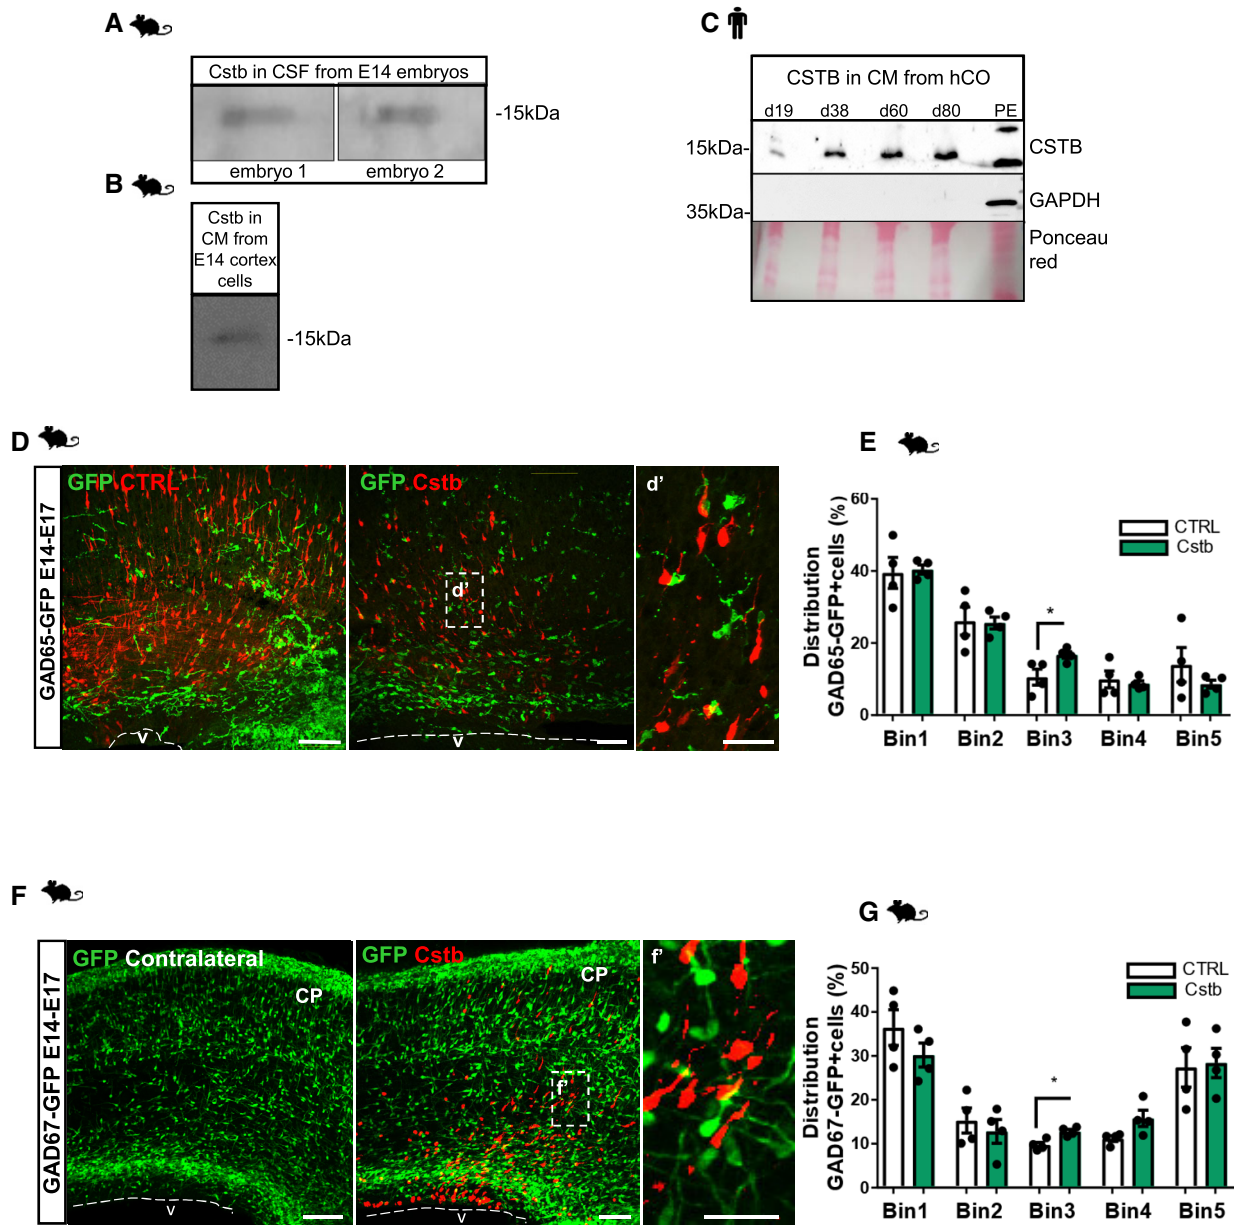 A
Cstb in CSF from E14 embryos
-15kDa
embryo 1
embryo 2
B
Cstb in
CM from
E14 cortex
cells
-15kDa
C
CSTB in CM from hCO
d19 d38 d60 d80 PE
15kDa-
CSTB
35kDa-
GAPDH
Ponceau
red
D
GAD65-GFP E14-E17
GFP CTRL
v
GFP Cstb
d'
v
d'
E
Distribution
GAD65-GFP+cells (%)
60
40
20
0
CTRL
Cstb
*
Bin1 Bin2 Bin3 Bin4 Bin5
F
GAD67-GFP E14-E17
GFP Contralateral
CP
v
GFP Cstb
CP
f'
v
f'
G
Distribution
GAD67-GFP+cells (%)
50
40
30
20
10
0
CTRL
Cstb
*
Bin1 Bin2 Bin3 Bin4 Bin5